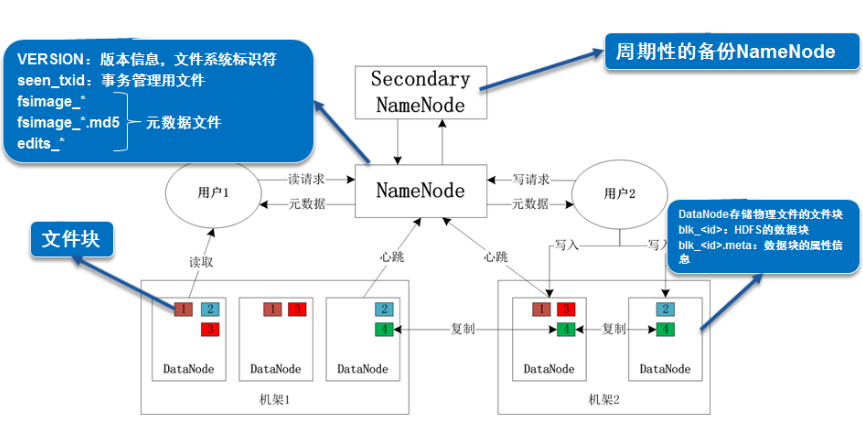 VERSION：版本信息，文件系统标识符
seen_txid：事务管理用文件
fsimage_*
fsimage_*.md5
edits_*
元数据文件
周期性的备份NameNode
Secondary
NameNode
用户1
读请求
元数据
NameNode
写请求
元数据
用户2
DataNode存储物理文件的文件块
blk_<id>：HDFS的数据块
blk_<id>.meta：数据块的属性信
息
文件块
读取
心跳
心跳
写入
写入
1
2
3
DataNode
1
3
DataNode
2
4
DataNode
机架1
复制
1
3
4
DataNode
复制
2
4
DataNode
机架2